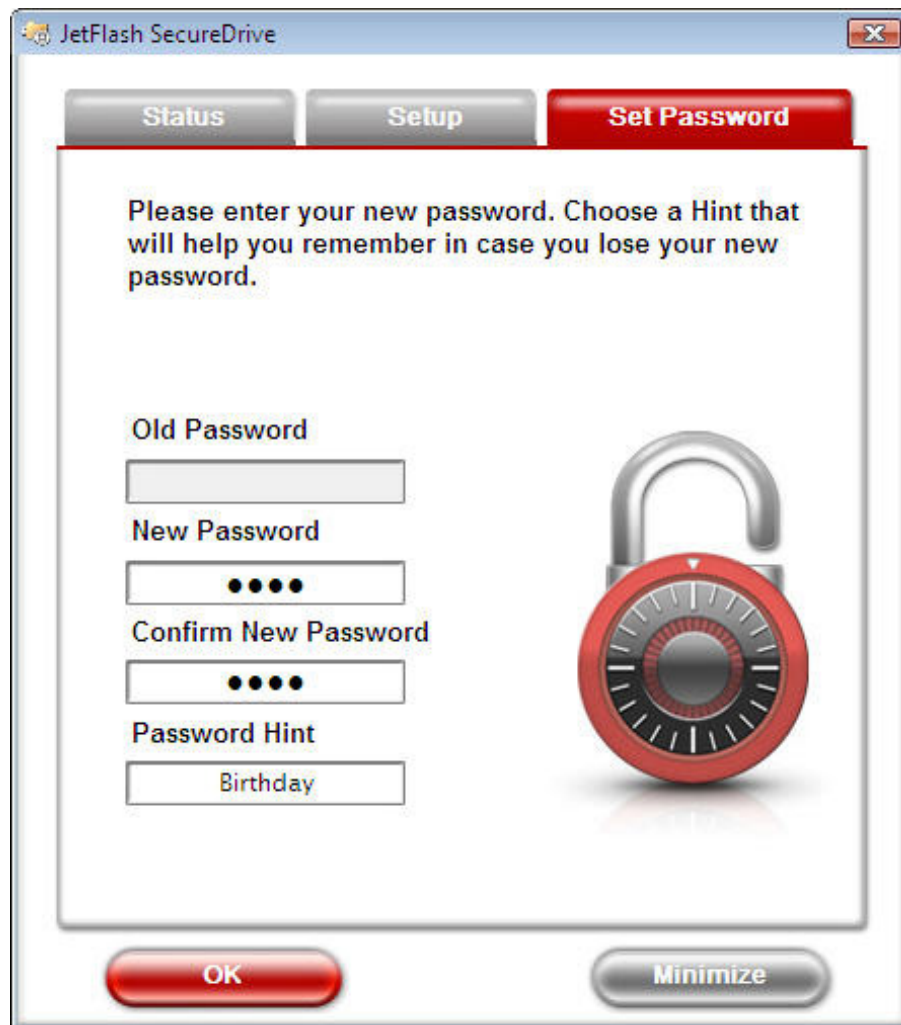 JetFlash SecureDrive
Status Setup Set Password
Please enter your new password. Choose a Hint that
will help you remember in case you lose your new
password.
Old Password
New Password
●●●●
Confirm New Password
●●●●
Password Hint
Birthday
OK Minimize